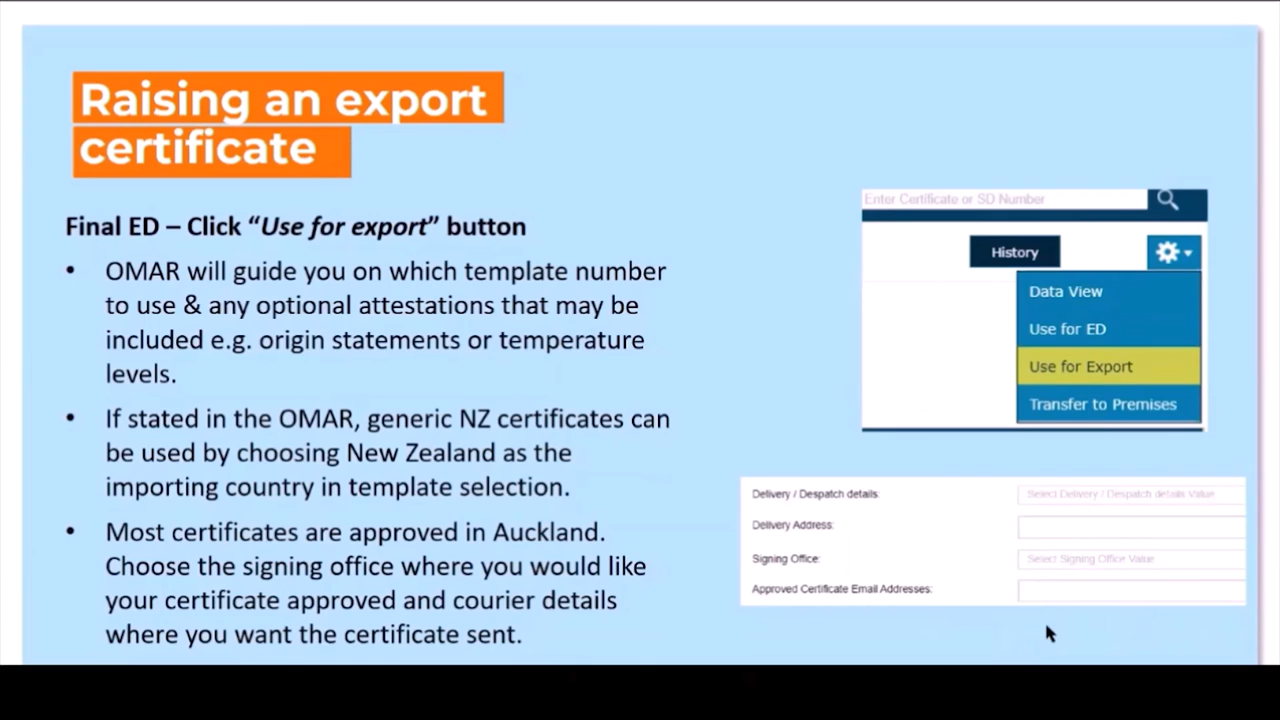 Raising an export
certificate
Final ED – Click “Use for export” button
• OMAR will guide you on which template number
to use & any optional attestations that may be
included e.g. origin statements or temperature
levels.
• If stated in the OMAR, generic NZ certificates can
be used by choosing New Zealand as the
importing country in template selection.
• Most certificates are approved in Auckland.
Choose the signing office where you would like
your certificate approved and courier details
where you want the certificate sent.
Enter Certificate or SD Number
History
Data View
Use for ED
Use for Export
Transfer to Premises
Delivery / Despatch details: Select Delivery / Despatch details Value
Delivery Address:
Signing Office: Select Signing Office Value
Approved Certificate Email Addresses: